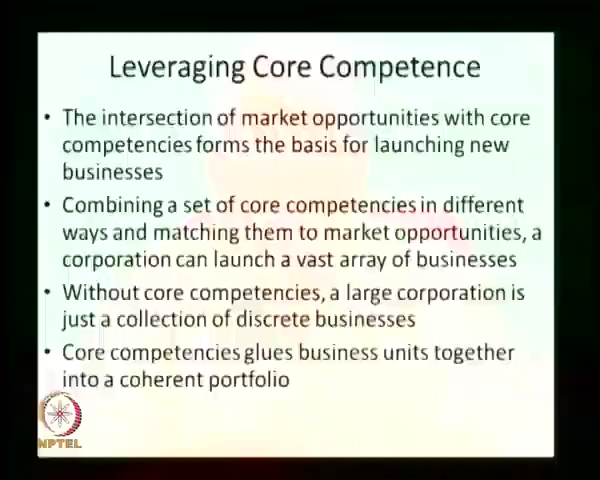 Leveraging Core Competence
• The intersection of market opportunities with core
competencies forms the basis for launching new
businesses
• Combining a set of core competencies in different
ways and matching them to market opportunities, a
corporation can launch a vast array of businesses
• Without core competencies, a large corporation is
just a collection of discrete businesses
• Core competencies glues business units together
into a coherent portfolio
NPTEL